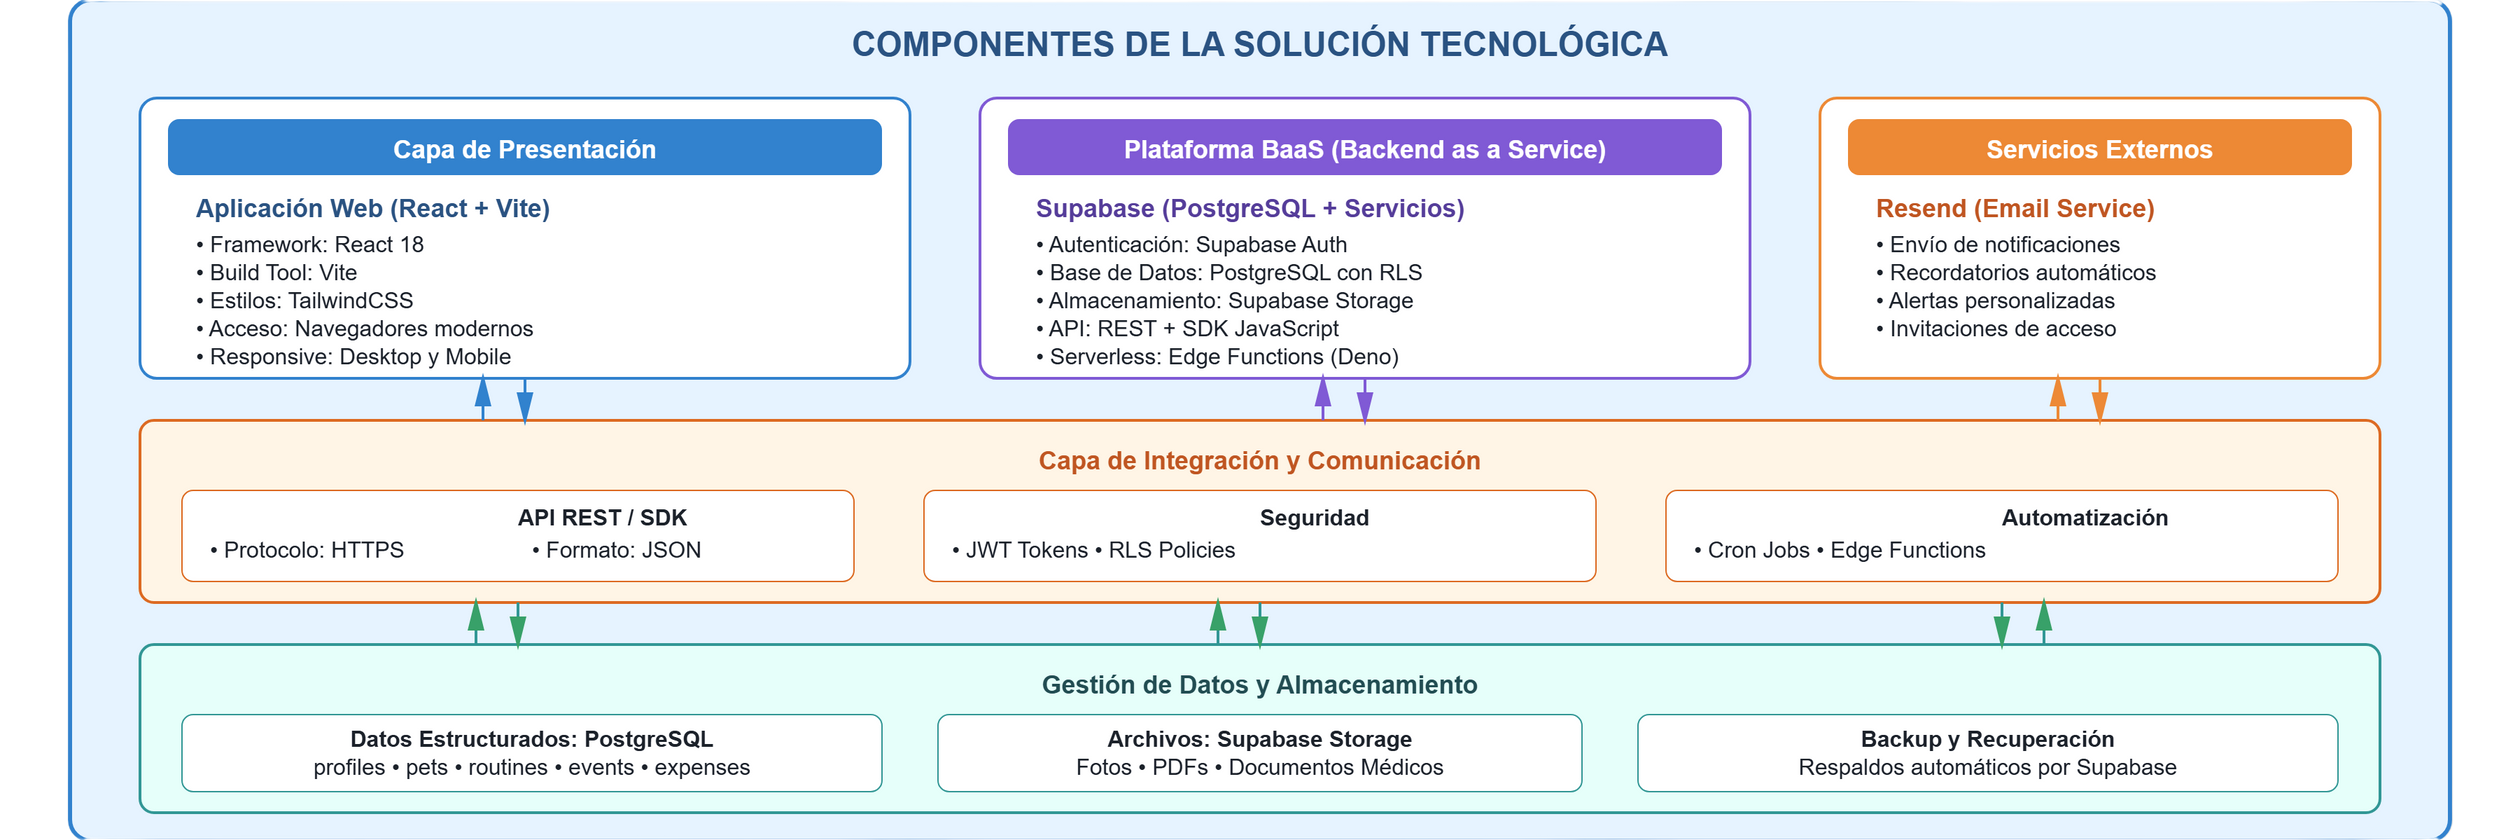 COMPONENTES DE LA SOLUCIÓN TECNOLÓGICA
Capa de Presentación
Aplicación Web (React + Vite)
• Framework: React 18
• Build Tool: Vite
• Estilos: TailwindCSS
• Acceso: Navegadores modernos
• Responsive: Desktop y Mobile
Plataforma BaaS (Backend as a Service)
Supabase (PostgreSQL + Servicios)
• Autenticación: Supabase Auth
• Base de Datos: PostgreSQL con RLS
• Almacenamiento: Supabase Storage
• API: REST + SDK JavaScript
• Serverless: Edge Functions (Deno)
Servicios Externos
Resend (Email Service)
• Envío de notificaciones
• Recordatorios automáticos
• Alertas personalizadas
• Invitaciones de acceso
Capa de Integración y Comunicación
API REST / SDK
• Protocolo: HTTPS • Formato: JSON
Seguridad
• JWT Tokens • RLS Policies
Automatización
• Cron Jobs • Edge Functions
Gestión de Datos y Almacenamiento
Datos Estructurados: PostgreSQL
profiles • pets • routines • events • expenses
Archivos: Supabase Storage
Fotos • PDFs • Documentos Médicos
Backup y Recuperación
Respaldos automáticos por Supabase